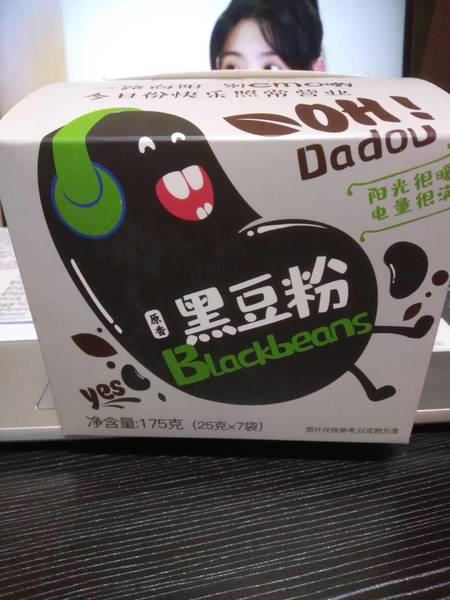 OH!
Dadou
阳光很暖
电量很满
原香
黑豆粉
Blackbeans
yes
净含量:175克 (25克×7袋)
图片仅供参考,以实物为准